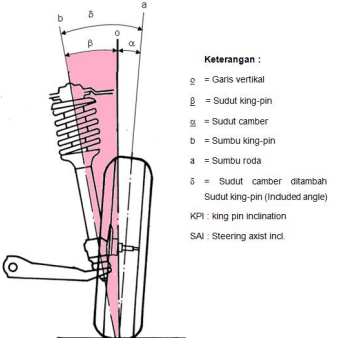 δ
a
b
o
β
α
Keterangan :
o = Garis vertikal
β = Sudut king-pin
α = Sudut camber
b = Sumbu king-pin
a = Sumbu roda
δ = Sudut camber ditambah
Sudut king-pin (Induded angle)
KPI : king pin inclination
SAI : Steering axist incl.